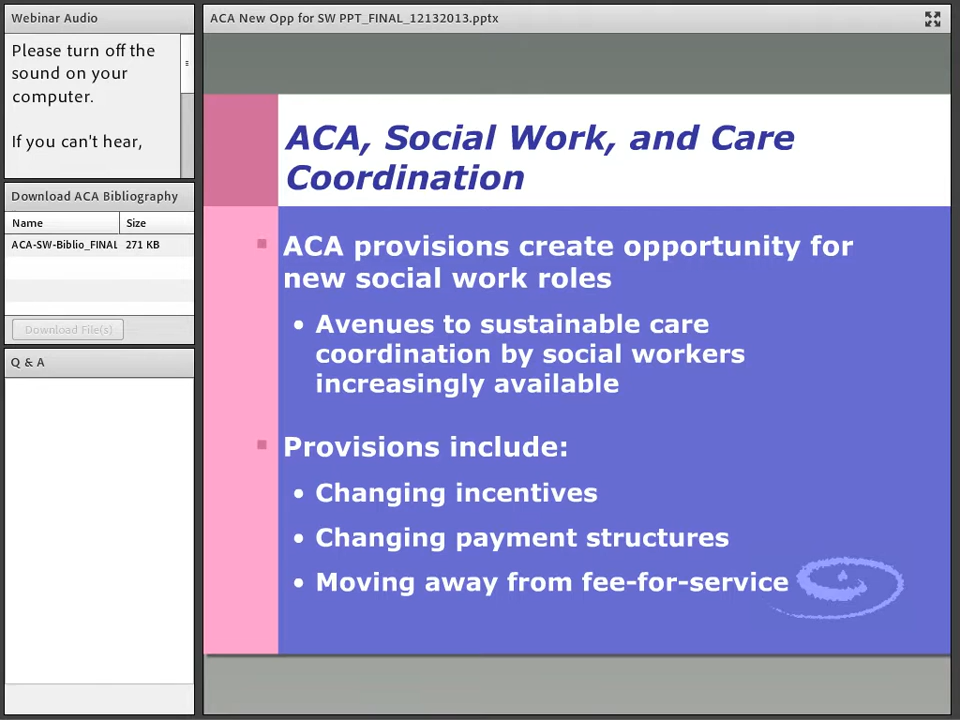 Webinar Audio
Please turn off the
sound on your
computer.
If you can't hear,
Download ACA Bibliography
Name Size
ACA-SW-Biblio_FINAL 271 KB
Download File(s)
Q & A
ACA New Opp for SW PPT_FINAL_12132013.pptx
ACA, Social Work, and Care
Coordination
ACA provisions create opportunity for
new social work roles
• Avenues to sustainable care
coordination by social workers
increasingly available
Provisions include:
• Changing incentives
• Changing payment structures
• Moving away from fee-for-service